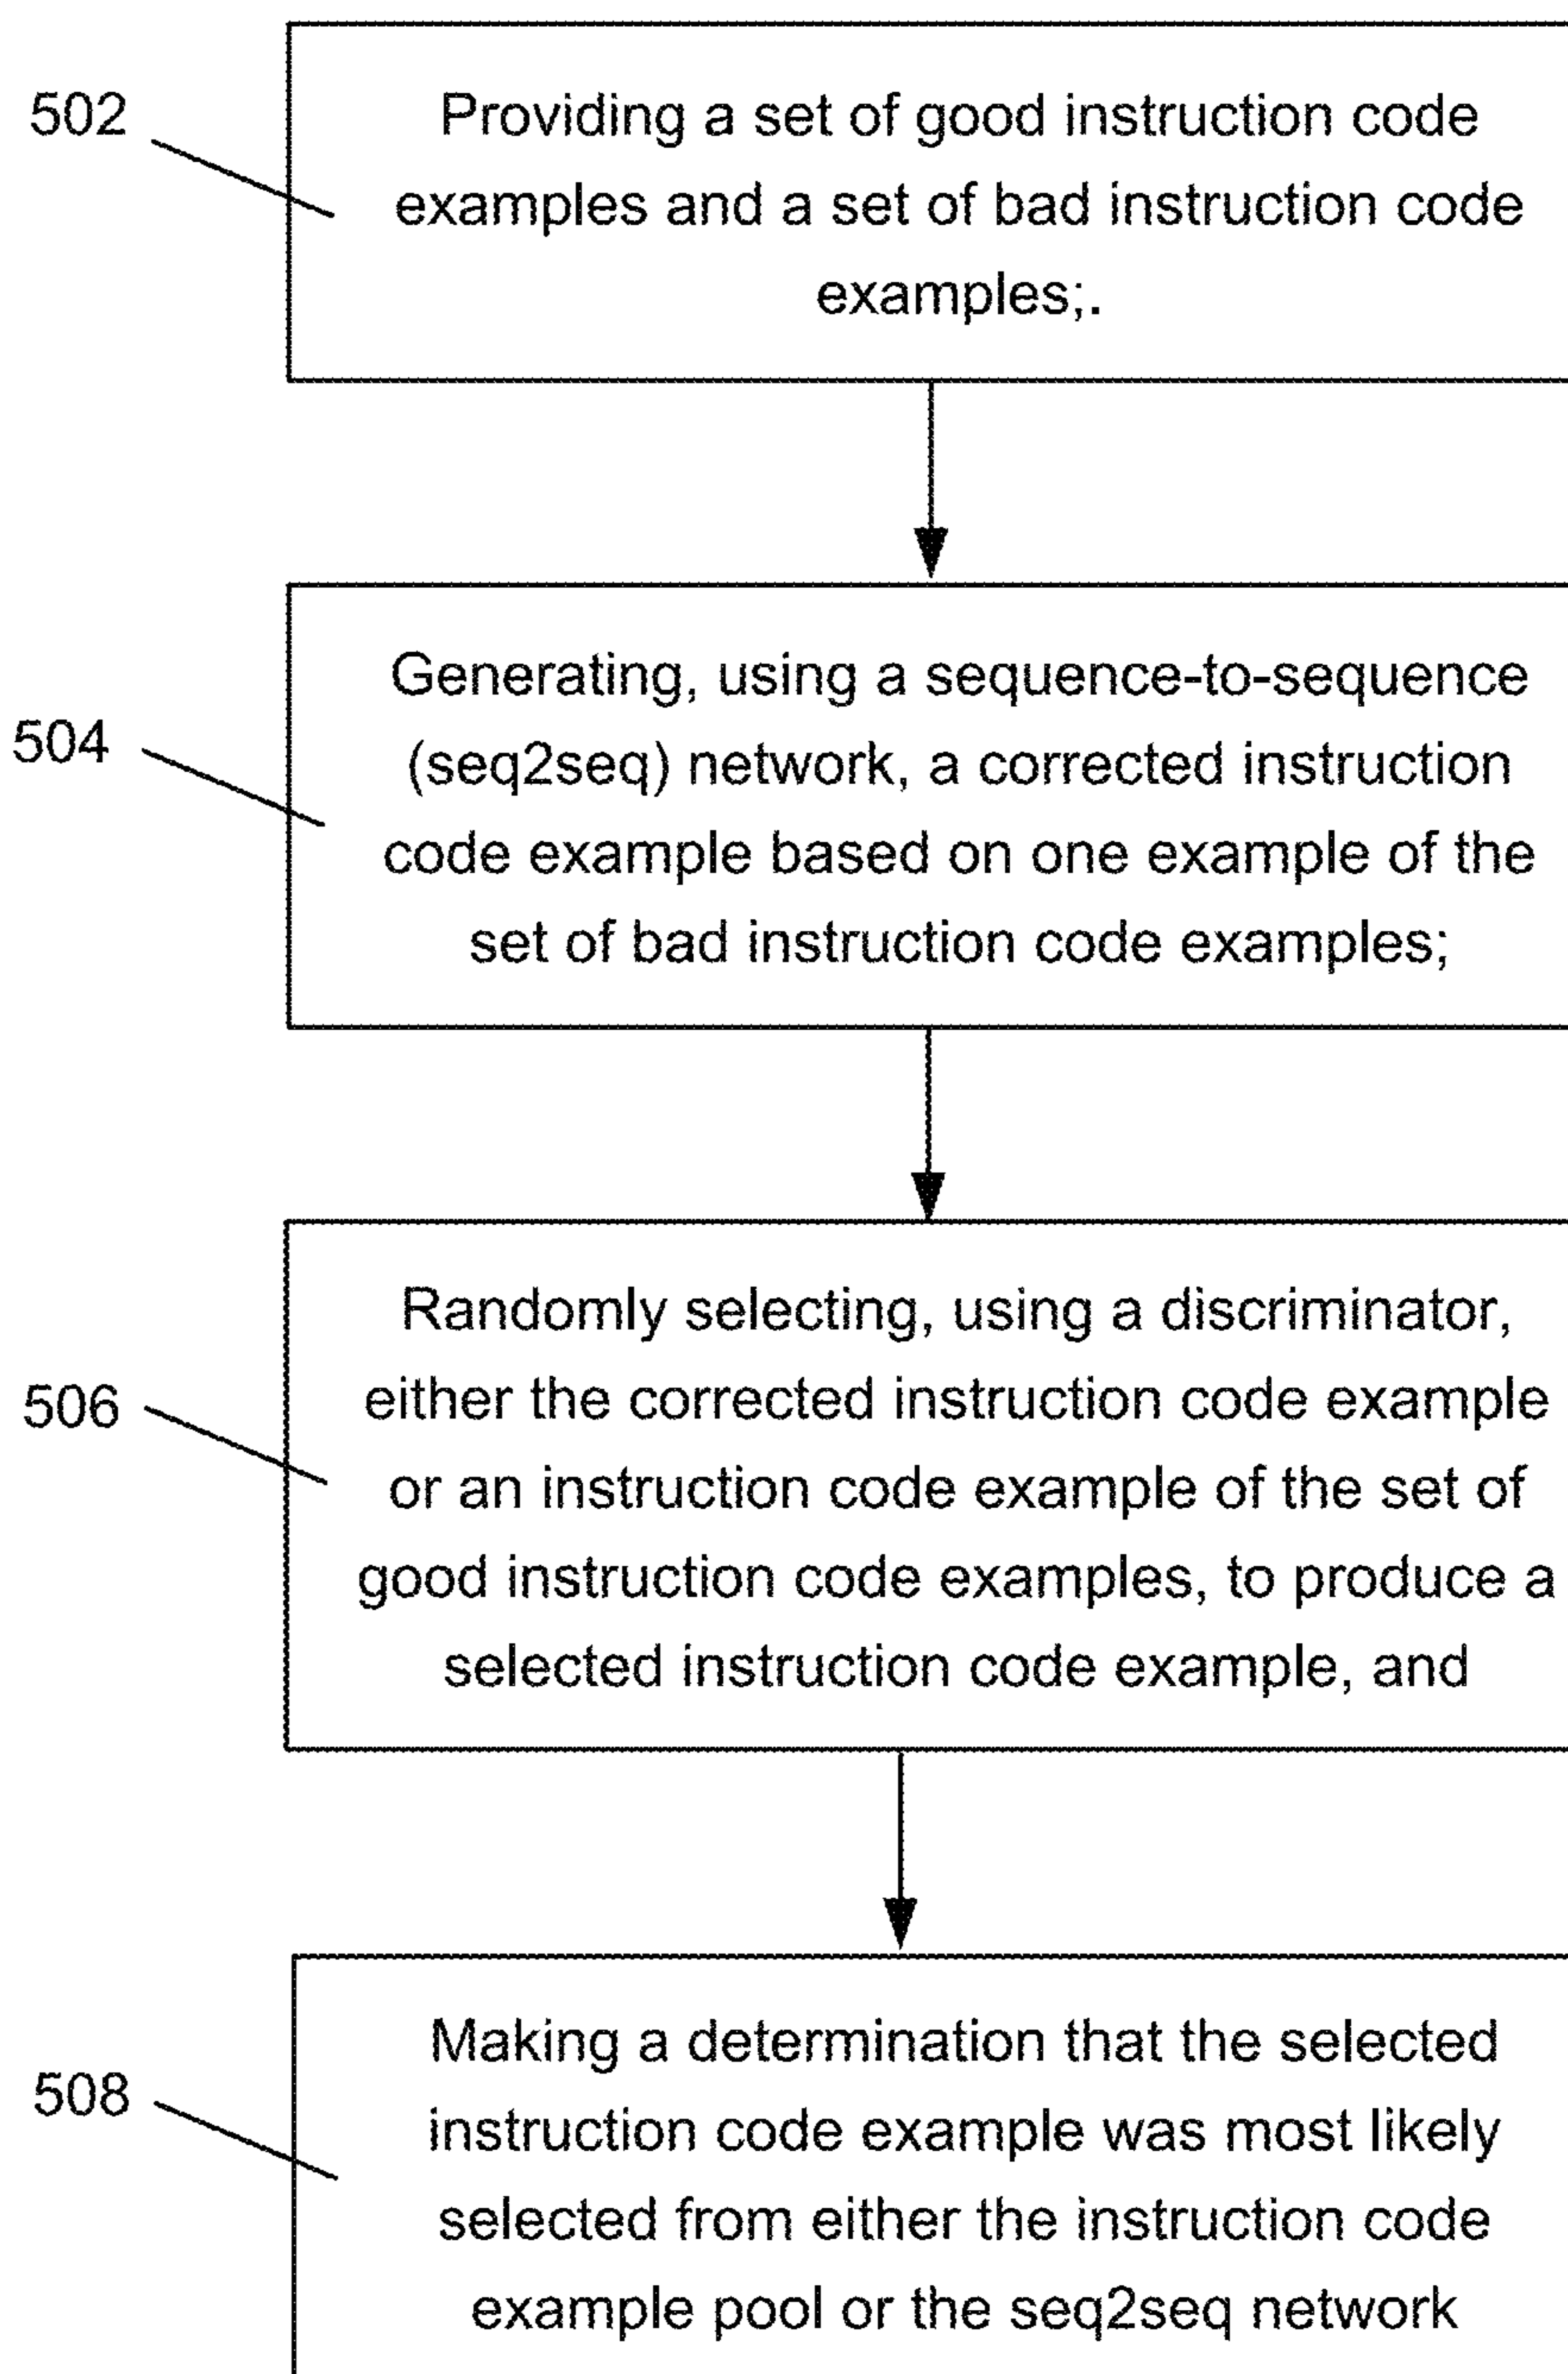 502
Providing a set of good instruction code
examples and a set of bad instruction code
examples;.
504
Generating, using a sequence-to-sequence
(seq2seq) network, a corrected instruction
code example based on one example of the
set of bad instruction code examples;
506
Randomly selecting, using a discriminator,
either the corrected instruction code example
or an instruction code example of the set of
good instruction code examples, to produce a
selected instruction code example, and
508
Making a determination that the selected
instruction code example was most likely
selected from either the instruction code
example pool or the seq2seq network